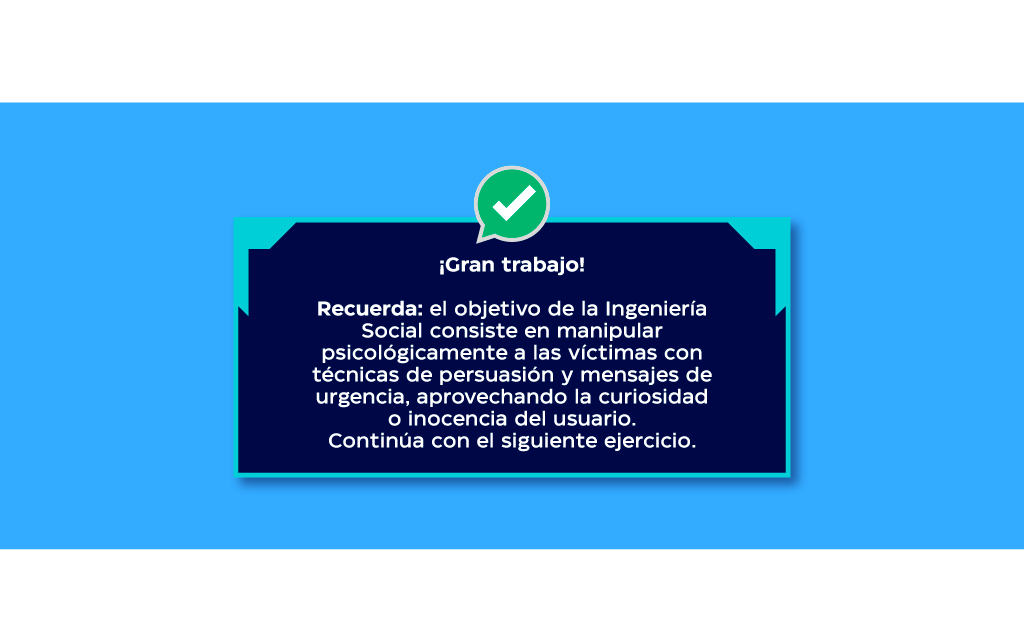 ¡Gran trabajo!
Recuerda: el objetivo de la Ingeniería
Social consiste en manipular
psicológicamente a las víctimas con
técnicas de persuasión y mensajes de
urgencia, aprovechando la curiosidad
o inocencia del usuario.
Continúa con el siguiente ejercicio.